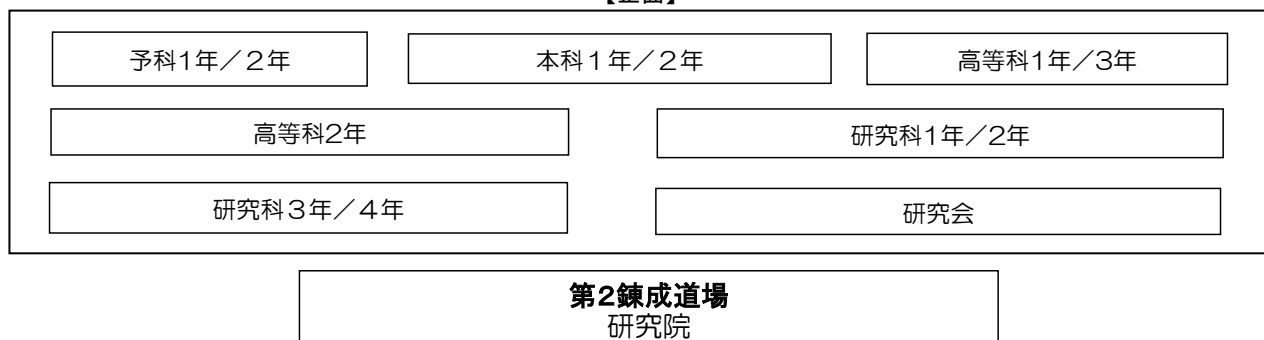 予科1年／2年
本科１年／２年
高等科1年／3年
高等科2年
研究科1年／2年
研究科３年／４年
研究会
第2錬成道場
研究院